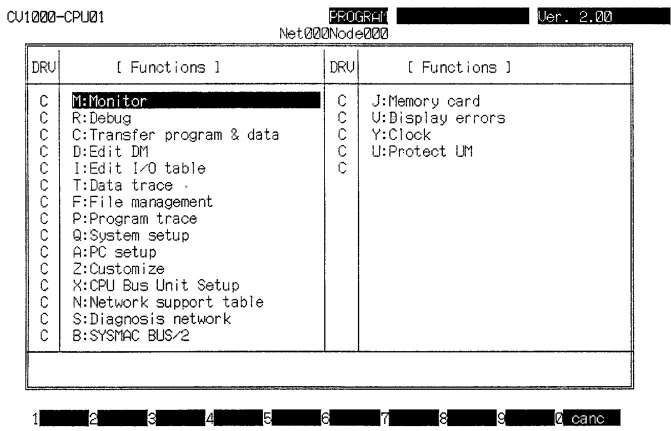 CV1000-CPU01 PROGRAM Ver. 2.00
Net000Node000
DRV [ Functions ] DRV [ Functions ]
C M:Monitor C J:Memory card
C R:Debug C V:Display errors
C C:Transfer program & data C Y:Clock
C D:Edit DM C U:Protect UM
C I:Edit I/O table C
C T:Data trace
C F:File management
C P:Program trace
C Q:System setup
C A:PC setup
C Z:Customize
C X:CPU Bus Unit Setup
C N:Network support table
C S:Diagnosis network
C B:SYSMAC BUS/2
1 2 3 4 5 6 7 8 9 0 canc